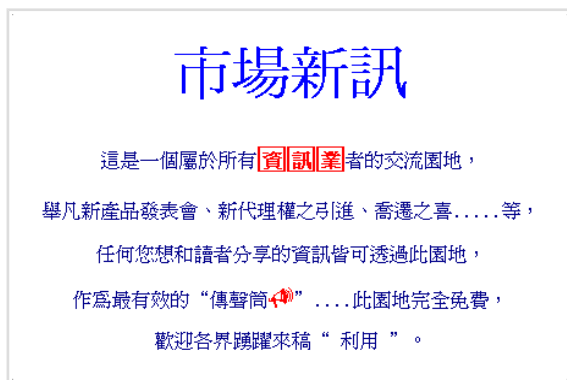 市場新訊
這是一個屬於所有資訊業者的交流園地，
舉凡新產品發表會、新代理權之引進、喬遷之喜.....等，
任何您想和讀者分享的資訊皆可透過此園地，
作為最有效的“傳聲筒”....此園地完全免費，
歡迎各界踴躍來稿“ 利用 ”。